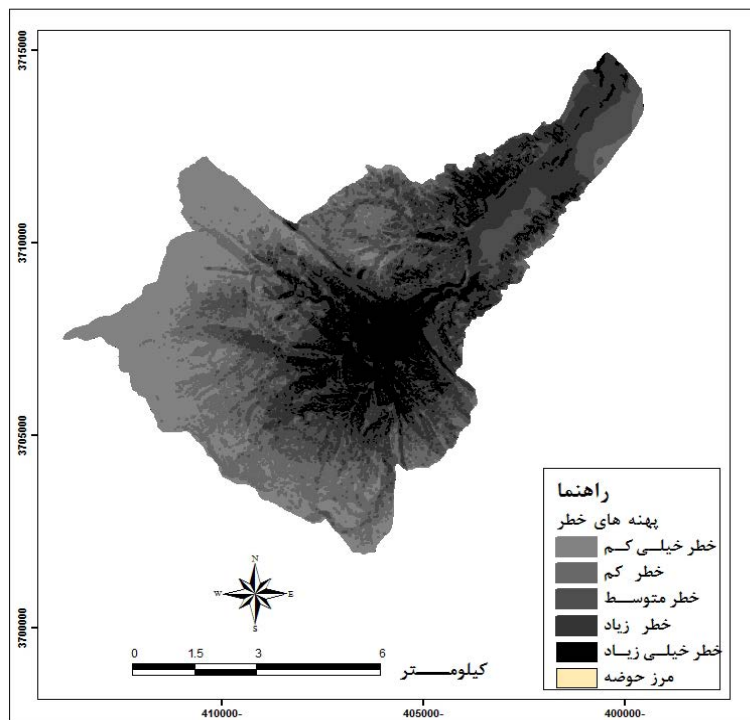 3715000
3710000
3705000
3700000
راهنما
پهنه های خطر
خطر خیلی کم
خطر کم
خطر متوسط
خطر زیاد
خطر خیلی زیاد
مرز حوضه
N
W E
S
0 1.5 3 6
کیلومتر
410000- 405000- 400000-